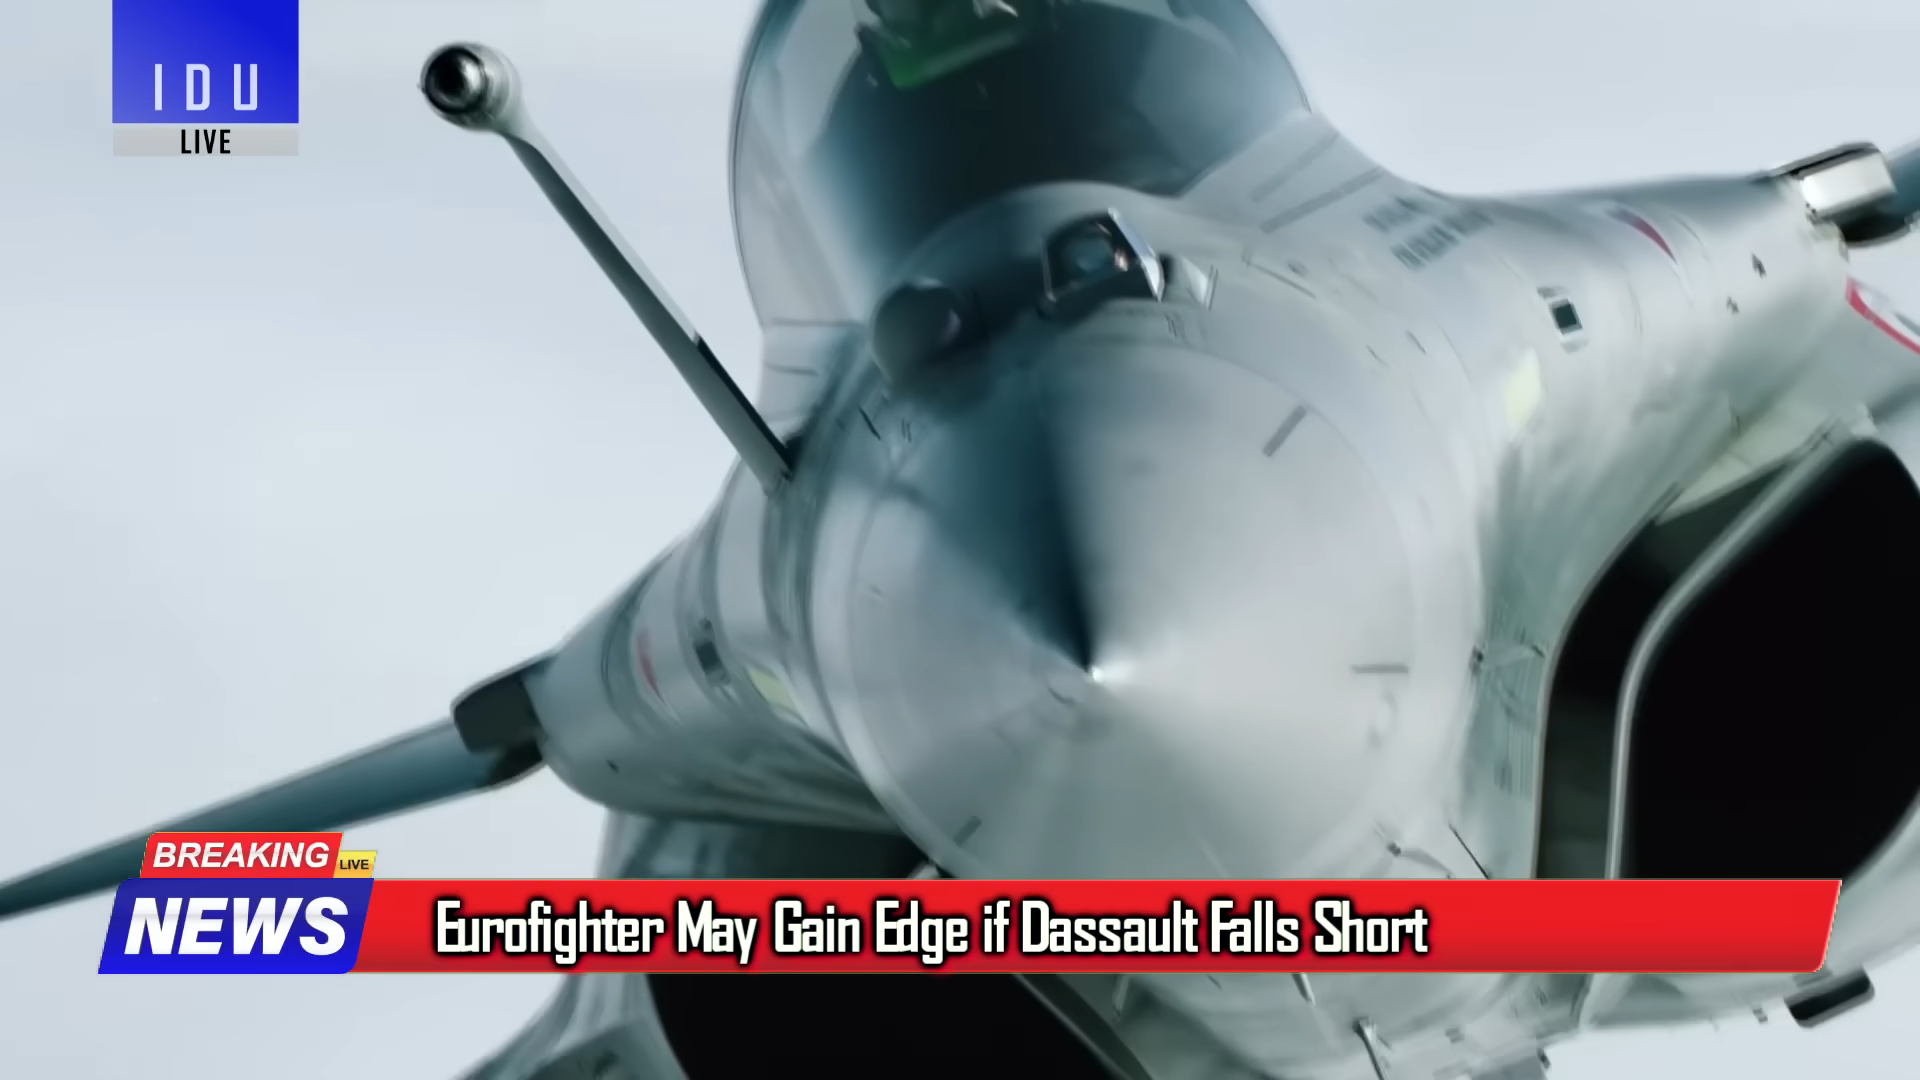 IDU
LIVE
BREAKING
LIVE
NEWS
Eurofighter May Gain Edge if Dassault Falls Short